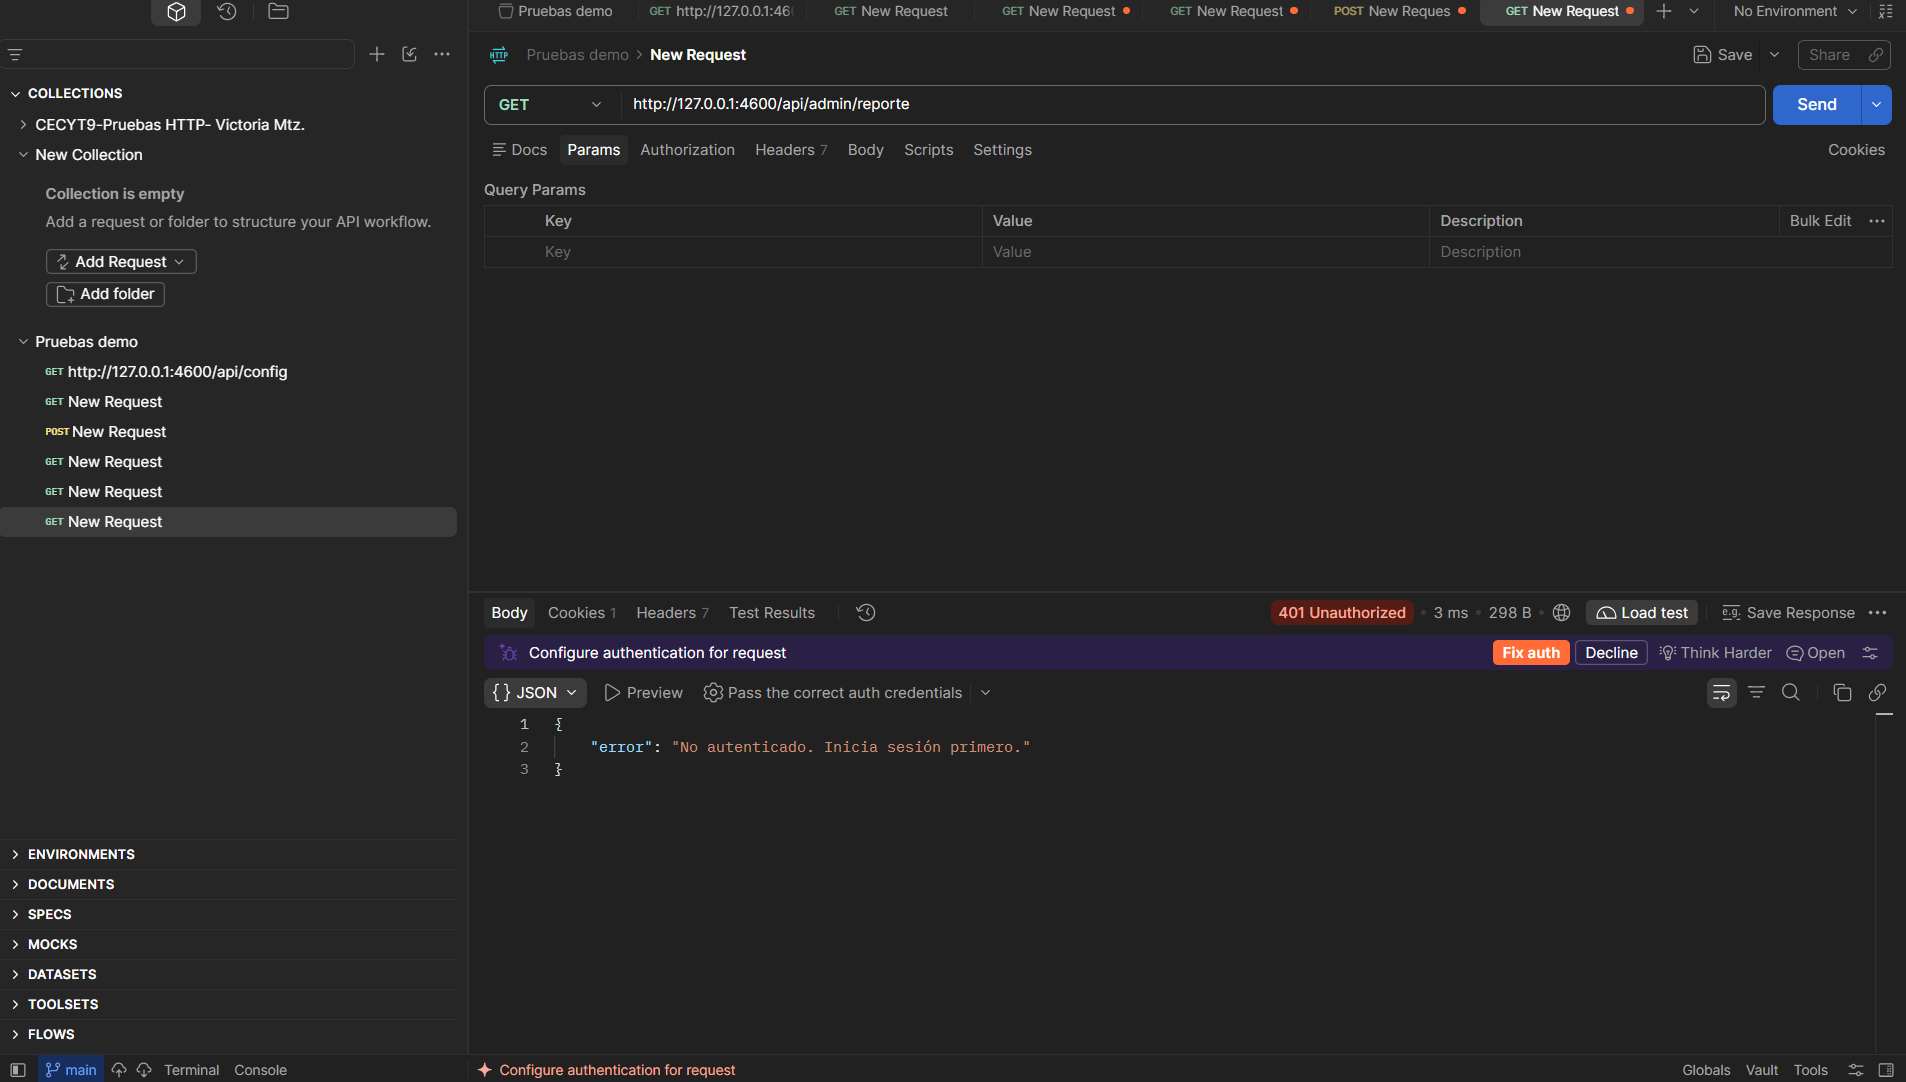 Pruebas demo
GET http://127.0.0.1:46
GET New Request
GET New Request
GET New Request
POST New Reques
GET New Request
No Environment
HTTP Pruebas demo > New Request
Save
Share
COLLECTIONS
CECYT9-Pruebas HTTP- Victoria Mtz.
New Collection
Collection is empty
Add a request or folder to structure your API workflow.
Add Request
Add folder
Pruebas demo
GET http://127.0.0.1:4600/api/config
GET New Request
POST New Request
GET New Request
GET New Request
GET New Request
ENVIRONMENTS
DOCUMENTS
SPECS
MOCKS
DATASETS
TOOLSETS
FLOWS
GET http://127.0.0.1:4600/api/admin/reporte
Send
Docs Params Authorization Headers 7 Body Scripts Settings
Cookies
Query Params
Key Value Description Bulk Edit
Key Value Description
Body Cookies 1 Headers 7 Test Results
401 Unauthorized • 3 ms • 298 B • Load test
e.g. Save Response
Configure authentication for request
Fix auth Decline Think Harder Open
{} JSON Preview Pass the correct auth credentials
1 {
2 "error": "No autenticado. Inicia sesión primero."
3 }
main Terminal Console
Configure authentication for request
Globals Vault Tools